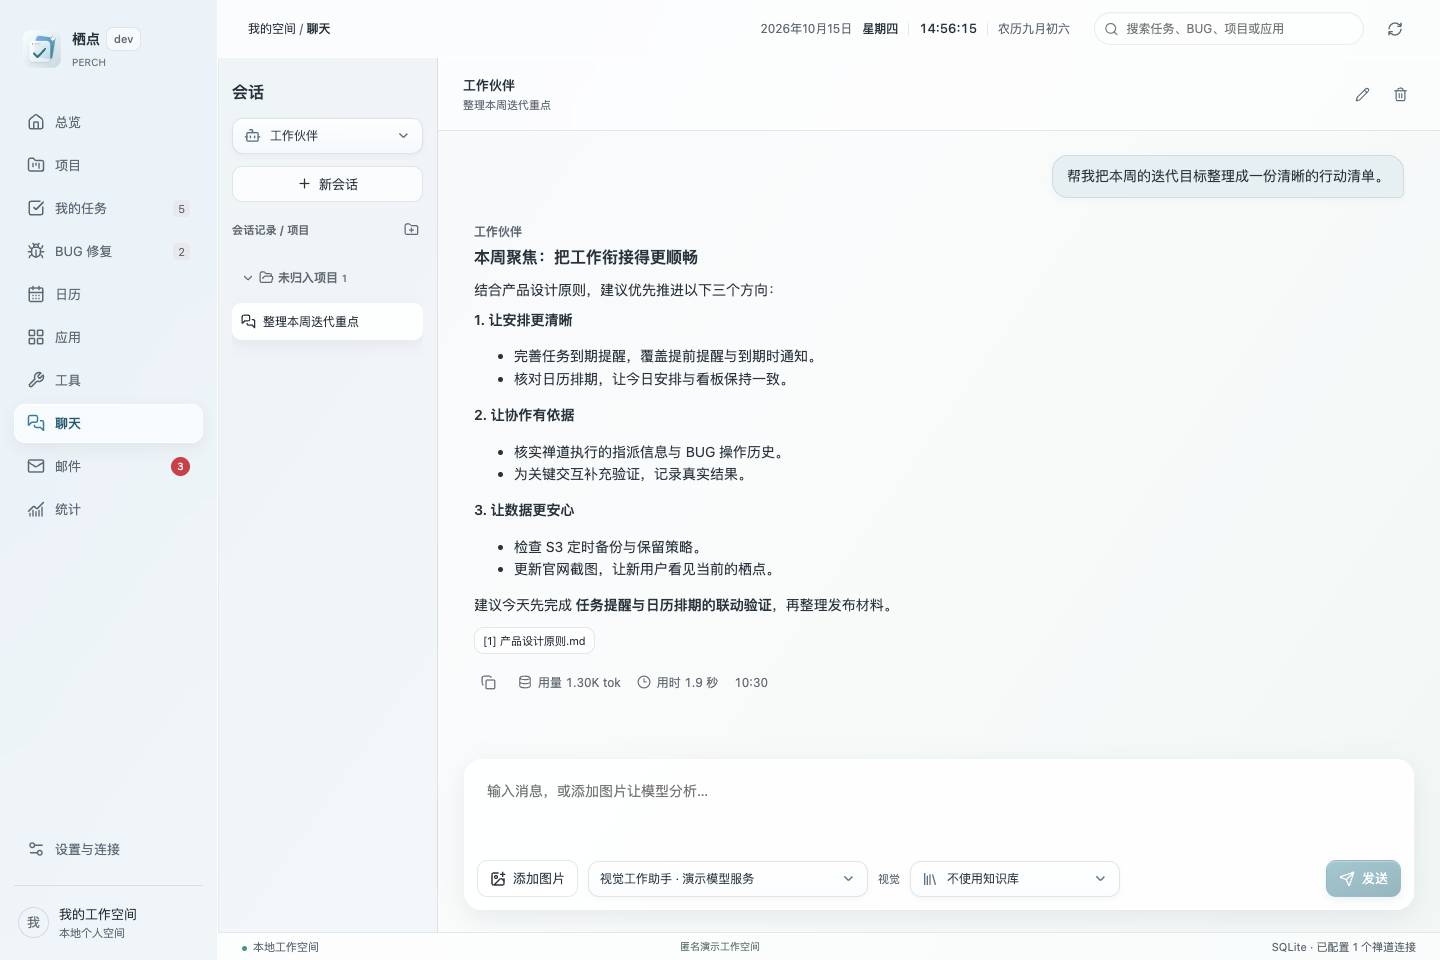 栖点 dev
PERCH
总览
项目
我的任务 5
BUG 修复 2
日历
应用
工具
聊天
邮件 3
统计
设置与连接
我 我的工作空间
本地个人空间
我的空间 / 聊天
2026年10月15日 星期四 14:56:15 农历九月初六
搜索任务、BUG、项目或应用
会话
工作伙伴
新会话
会话记录 / 项目
未归入项目 1
整理本周迭代重点
工作伙伴
整理本周迭代重点
帮我把本周的迭代目标整理成一份清晰的行动清单。
工作伙伴
本周聚焦：把工作衔接得更顺畅
结合产品设计原则，建议优先推进以下三个方向：
1. 让安排更清晰
• 完善任务到期提醒，覆盖提前提醒与到期时通知。
• 核对日历排期，让今日安排与看板保持一致。
2. 让协作有依据
• 核实禅道执行的指派信息与 BUG 操作历史。
• 为关键交互补充验证，记录真实结果。
3. 让数据更安心
• 检查 S3 定时备份与保留策略。
• 更新官网截图，让新用户看见当前的栖点。
建议今天先完成 任务提醒与日历排期的联动验证，再整理发布材料。
[1] 产品设计原则.md
用量 1.30K tok 用时 1.9 秒 10:30
输入消息，或添加图片让模型分析...
添加图片
视觉工作助手 · 演示模型服务
视觉
不使用知识库
发送
本地工作空间
匿名演示工作空间
SQLite · 已配置 1 个禅道连接